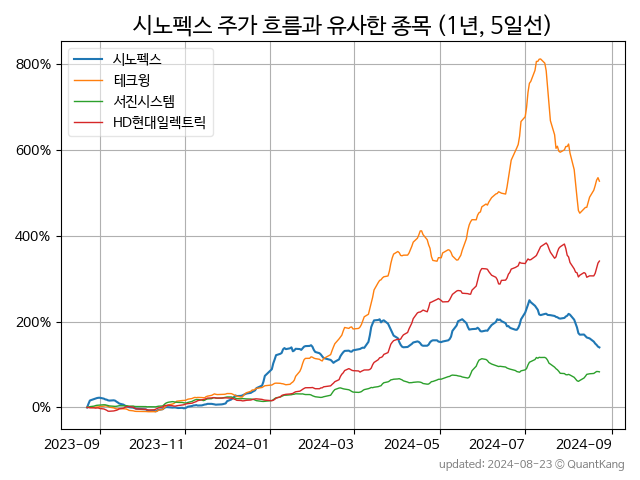 시노펙스 주가 흐름과 유사한 종목 (1년, 5일선)
시노펙스
테크윙
서진시스템
HD현대일렉트릭
800%
600%
400%
200%
0%
2023-09 2023-11 2024-01 2024-03 2024-05 2024-07 2024-09
updated: 2024-08-23 © QuantKang